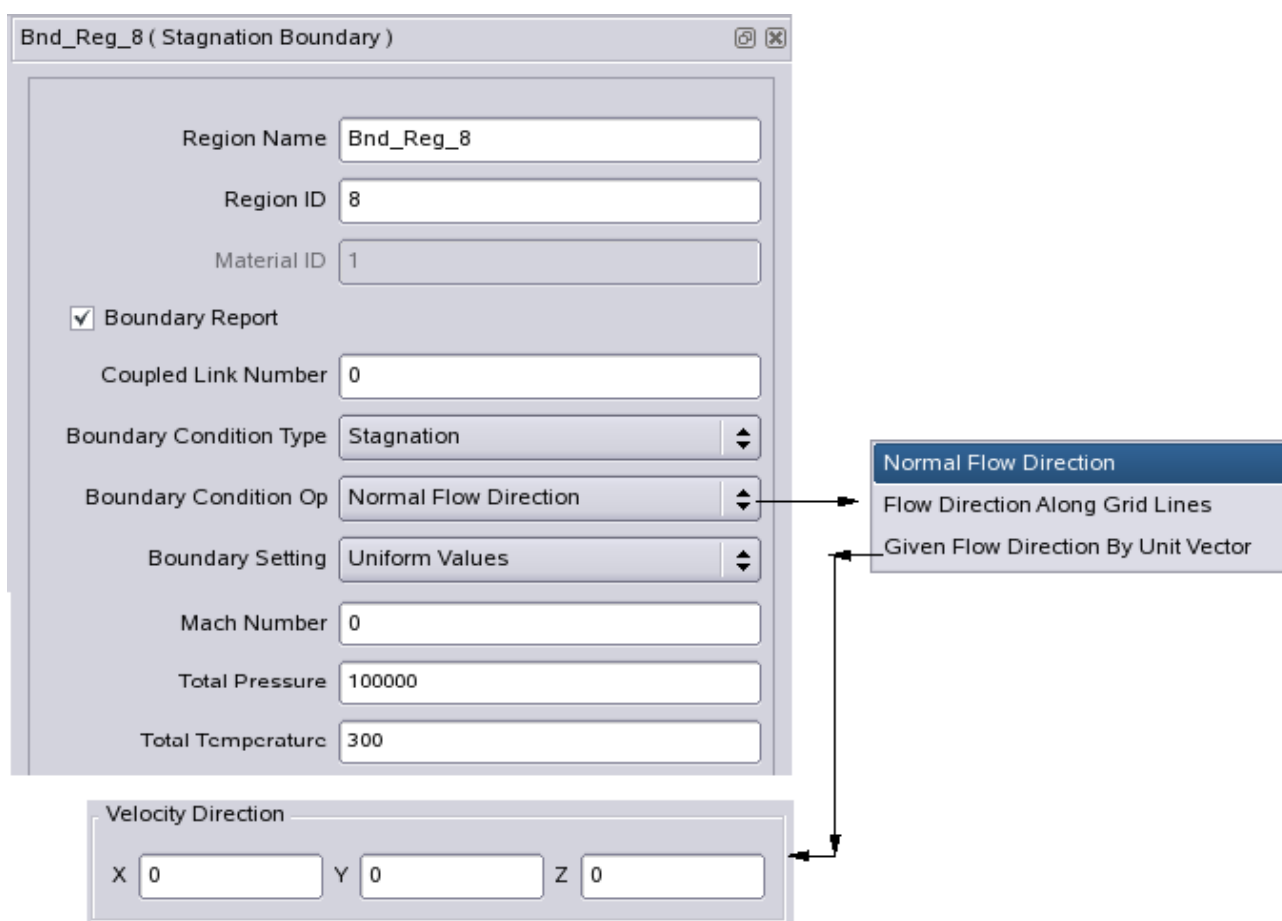 Bnd_Reg_8 ( Stagnation Boundary )
Region Name Bnd_Reg_8
Region ID 8
Material ID 1
Boundary Report
Coupled Link Number 0
Boundary Condition Type Stagnation
Boundary Condition Op Normal Flow Direction
Boundary Setting Uniform Values
Mach Number 0
Total Pressure 100000
Total Temperature 300
Normal Flow Direction
Flow Direction Along Grid Lines
Given Flow Direction By Unit Vector
Velocity Direction
X 0 Y 0 Z 0